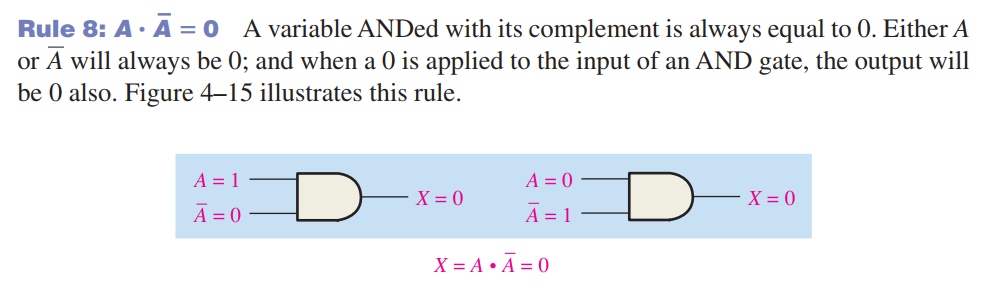 Rule 8: A · A̅ = 0 A variable ANDed with its complement is always equal to 0. Either A
or A̅ will always be 0; and when a 0 is applied to the input of an AND gate, the output will
be 0 also. Figure 4–15 illustrates this rule.
A = 1
A̅ = 0
X = 0
A = 0
A̅ = 1
X = 0
X = A • A̅ = 0